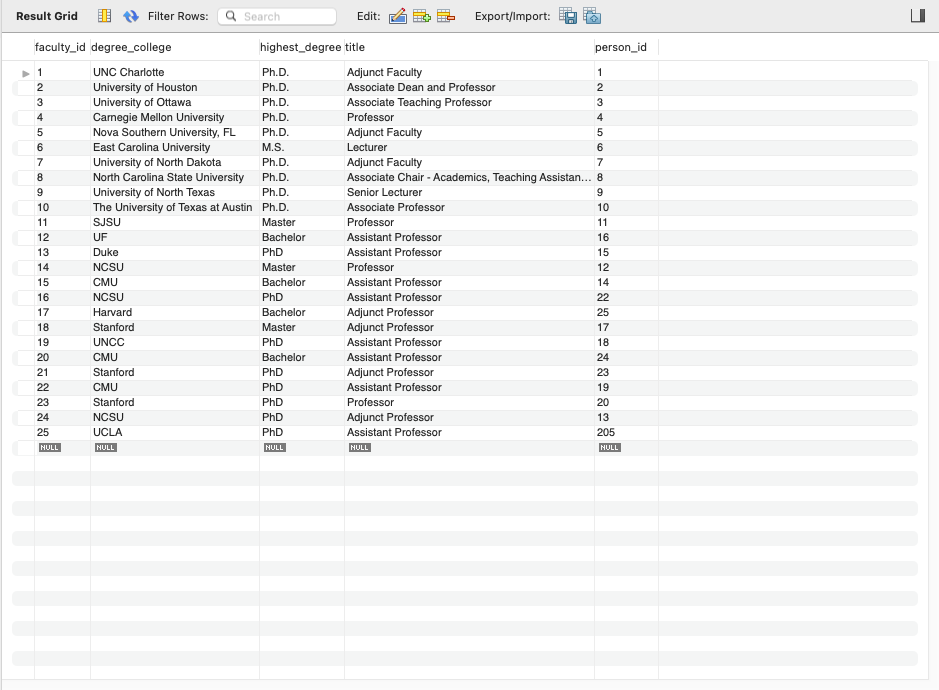 Result Grid Filter Rows: Search Edit: Export/Import:
faculty_id degree_college highest_degree title person_id
1 UNC Charlotte Ph.D. Adjunct Faculty 1
2 University of Houston Ph.D. Associate Dean and Professor 2
3 University of Ottawa Ph.D. Associate Teaching Professor 3
4 Carnegie Mellon University Ph.D. Professor 4
5 Nova Southern University, FL Ph.D. Adjunct Faculty 5
6 East Carolina University M.S. Lecturer 6
7 University of North Dakota Ph.D. Adjunct Faculty 7
8 North Carolina State University Ph.D. Associate Chair - Academics, Teaching Assistan... 8
9 University of North Texas Ph.D. Senior Lecturer 9
10 The University of Texas at Austin Ph.D. Associate Professor 10
11 SJSU Master Professor 11
12 UF Bachelor Assistant Professor 16
13 Duke PhD Assistant Professor 15
14 NCSU Master Professor 12
15 CMU Bachelor Assistant Professor 14
16 NCSU PhD Assistant Professor 22
17 Harvard Bachelor Adjunct Professor 25
18 Stanford Master Adjunct Professor 17
19 UNCC PhD Assistant Professor 18
20 CMU Bachelor Assistant Professor 24
21 Stanford PhD Adjunct Professor 23
22 CMU PhD Assistant Professor 19
23 Stanford PhD Professor 20
24 NCSU PhD Adjunct Professor 13
25 UCLA PhD Assistant Professor 205
NULL NULL NULL NULL NULL